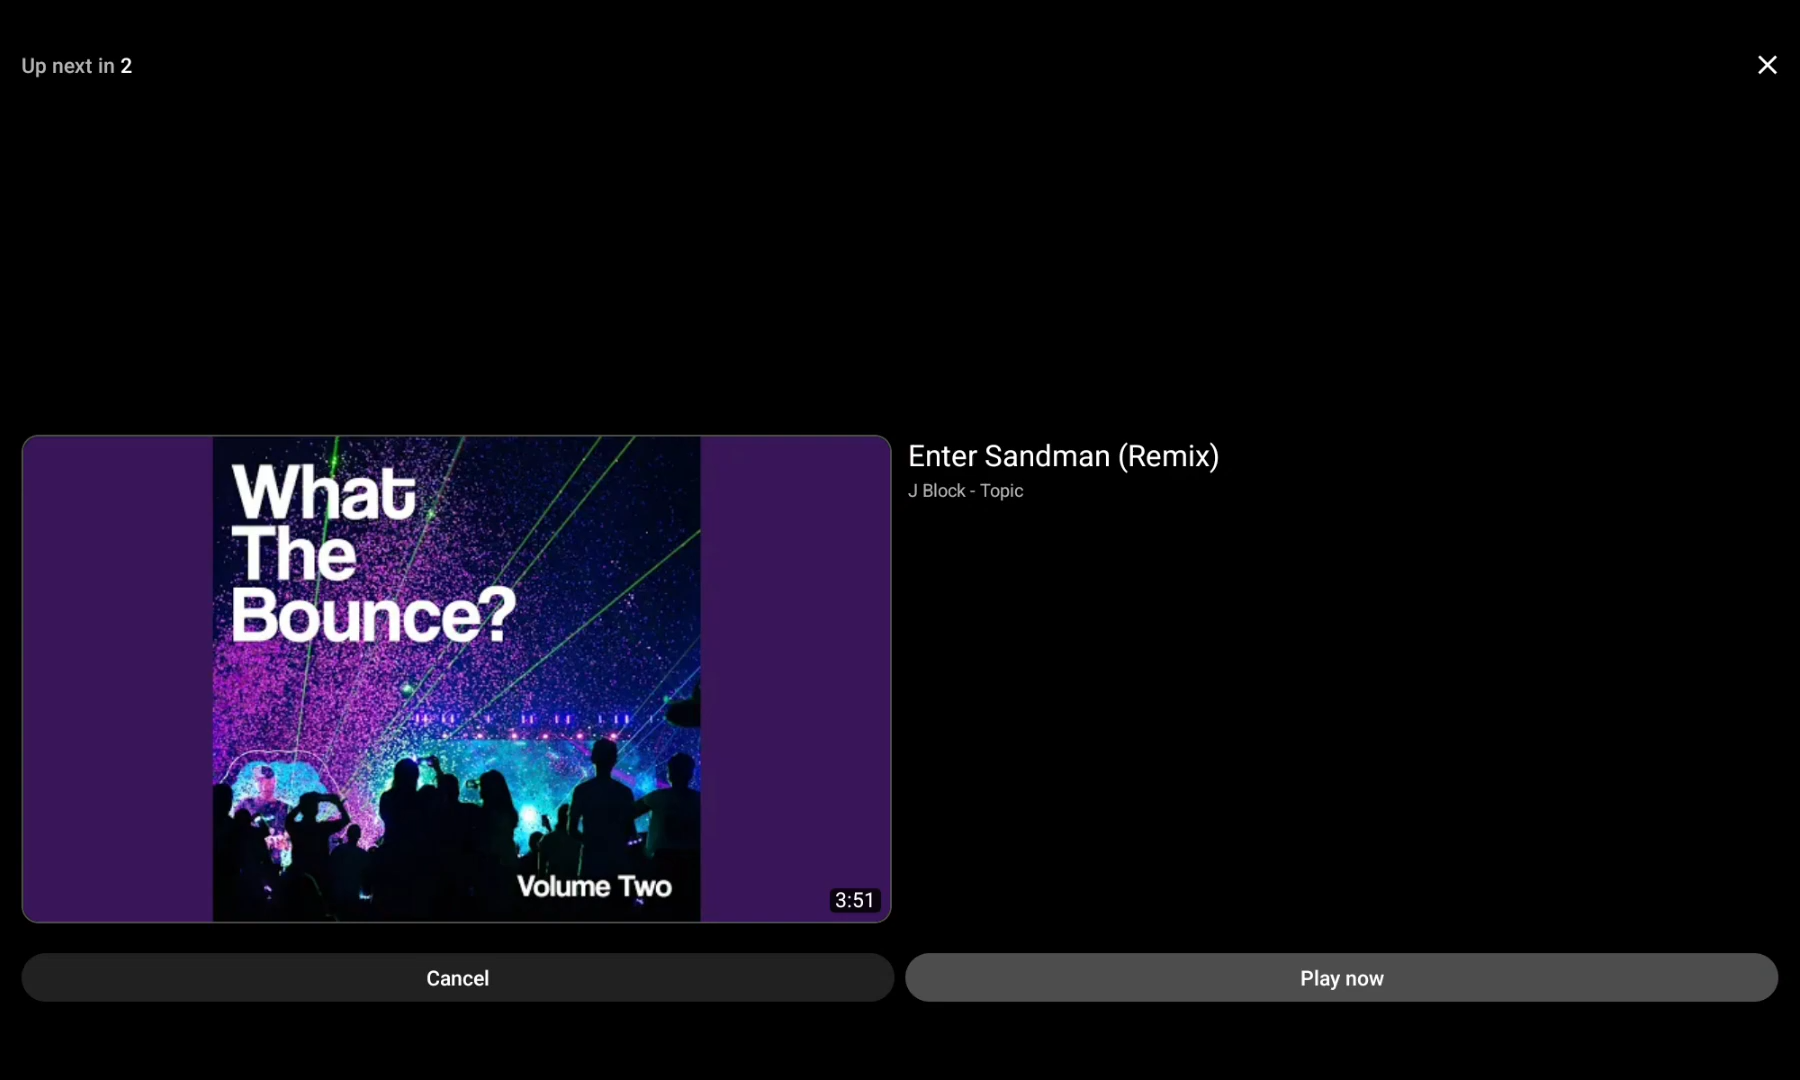 Up next in 2
What
The
Bounce?
Volume Two
3:51
Enter Sandman (Remix)
J Block - Topic
Cancel
Play now